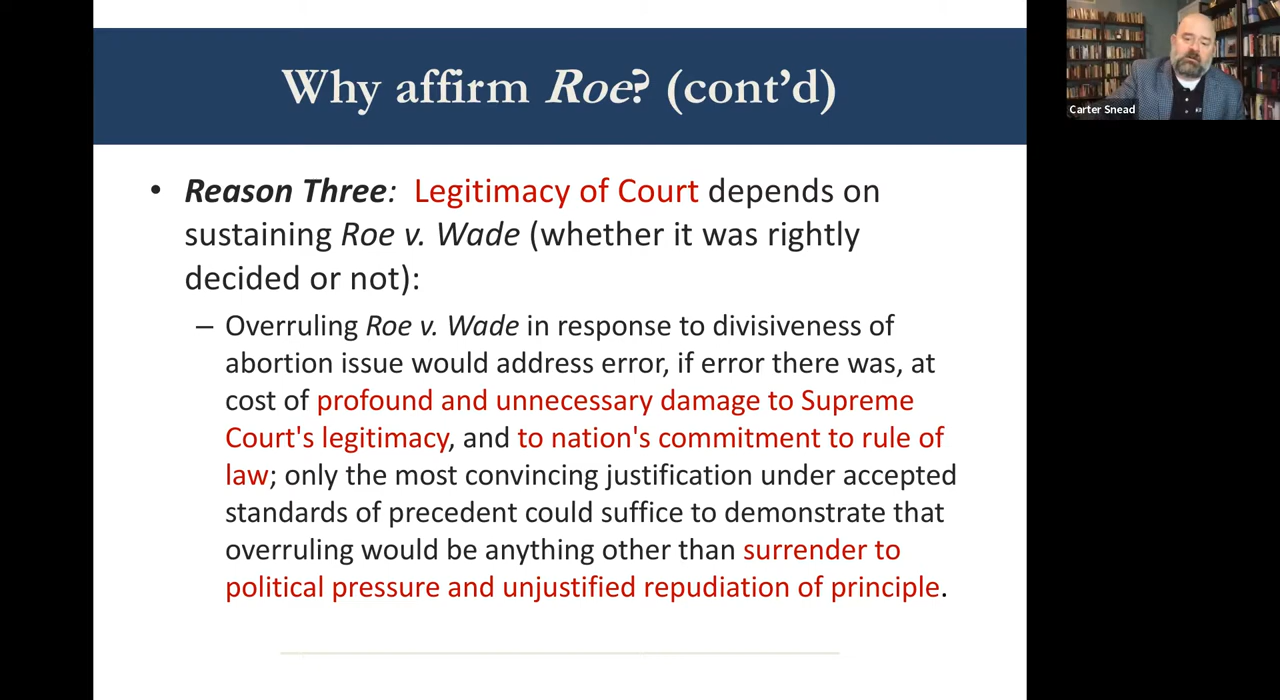 Why affirm Roe? (cont’d)
Carter Snead
• Reason Three: Legitimacy of Court depends on
sustaining Roe v. Wade (whether it was rightly
decided or not):
– Overruling Roe v. Wade in response to divisiveness of
abortion issue would address error, if error there was, at
cost of profound and unnecessary damage to Supreme
Court's legitimacy, and to nation's commitment to rule of
law; only the most convincing justification under accepted
standards of precedent could suffice to demonstrate that
overruling would be anything other than surrender to
political pressure and unjustified repudiation of principle.